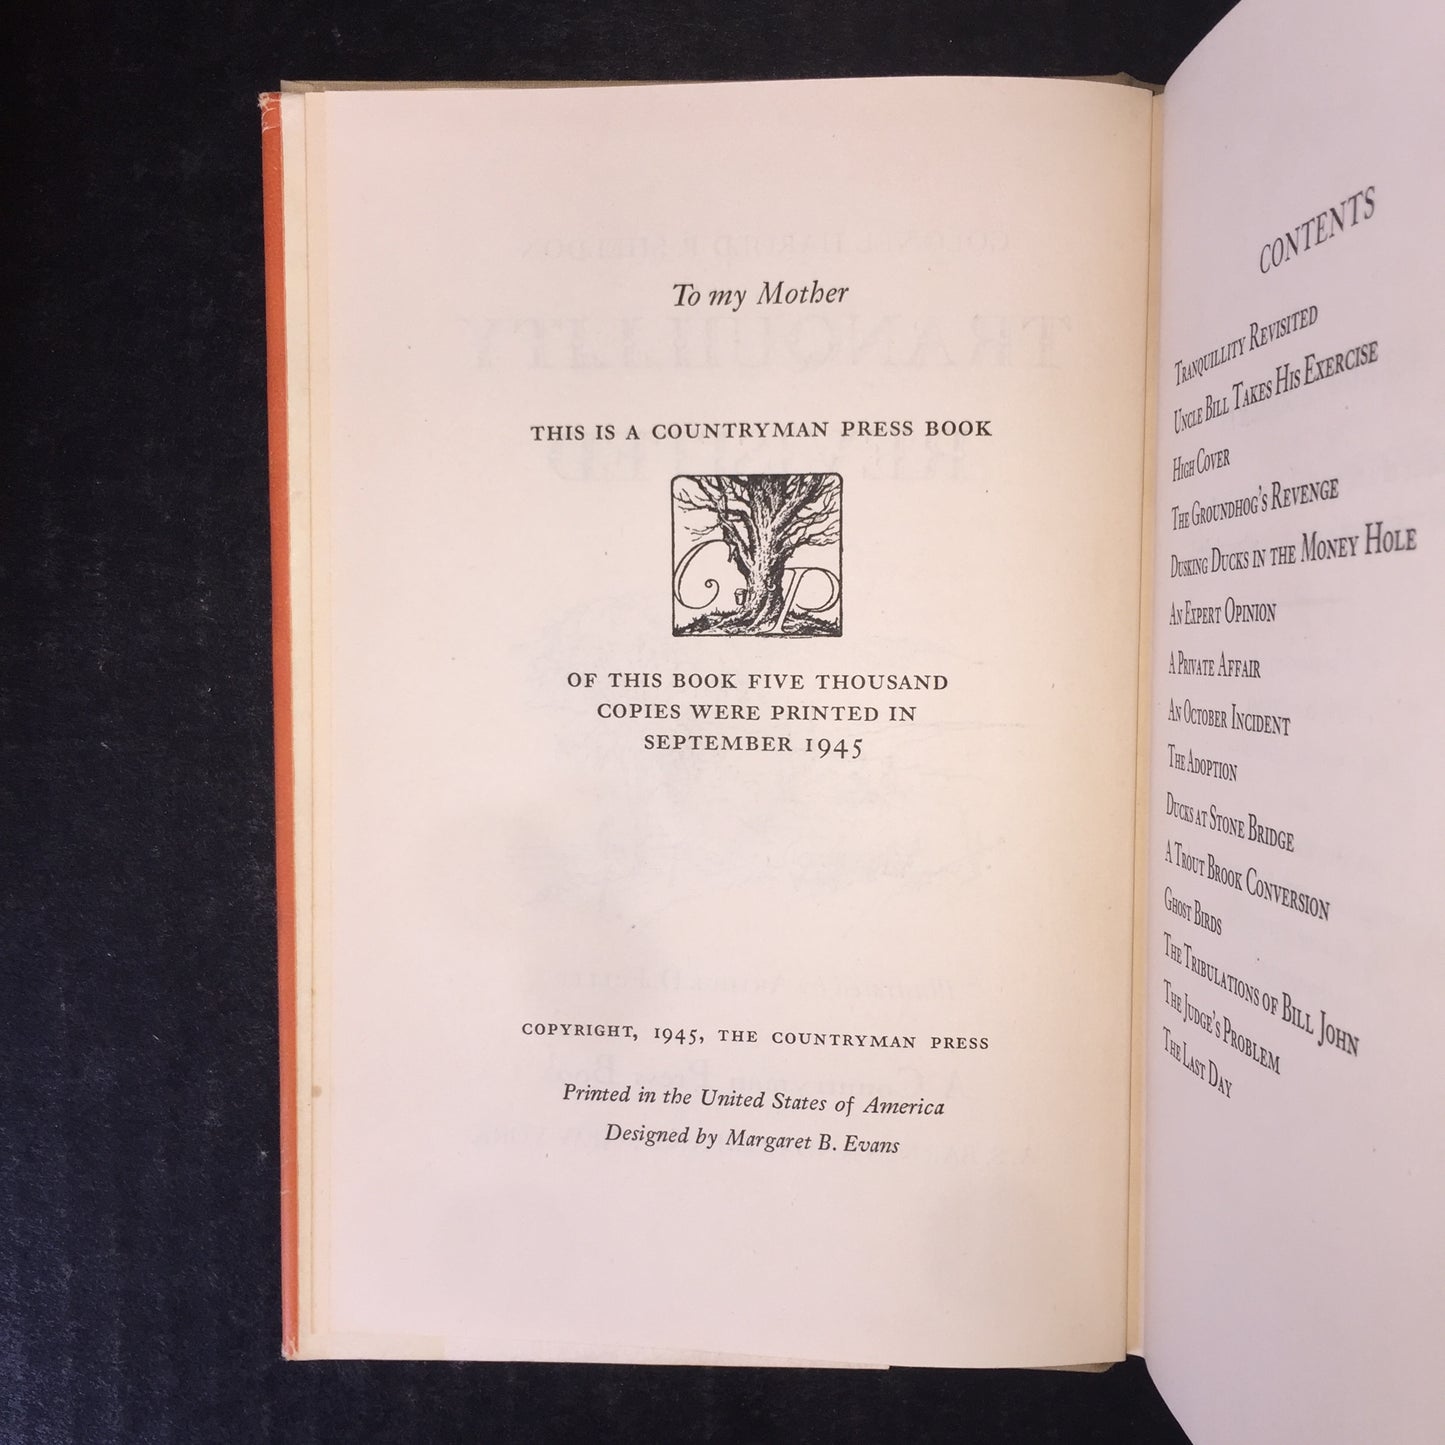 To my Mother
THIS IS A COUNTRYMAN PRESS BOOK
CP
OF THIS BOOK FIVE THOUSAND
COPIES WERE PRINTED IN
SEPTEMBER 1945
COPYRIGHT, 1945, THE COUNTRYMAN PRESS
Printed in the United States of America
Designed by Margaret B. Evans
CONTENTS
TRANQUILLITY REVISITED
UNCLE BILL TAKES HIS EXERCISE
HIGH COVER
THE GROUNDHOG'S REVENGE
DUSKING DUCKS IN THE MONEY HOLE
AN EXPERT OPINION
A PRIVATE AFFAIR
AN OCTOBER INCIDENT
THE ADOPTION
DUCKS AT STONE BRIDGE
A TROUT BROOK CONVERSION
GHOST BIRDS
THE TRIBULATIONS OF BILL JOHN
THE JUDGE'S PROBLEM
THE LAST DAY